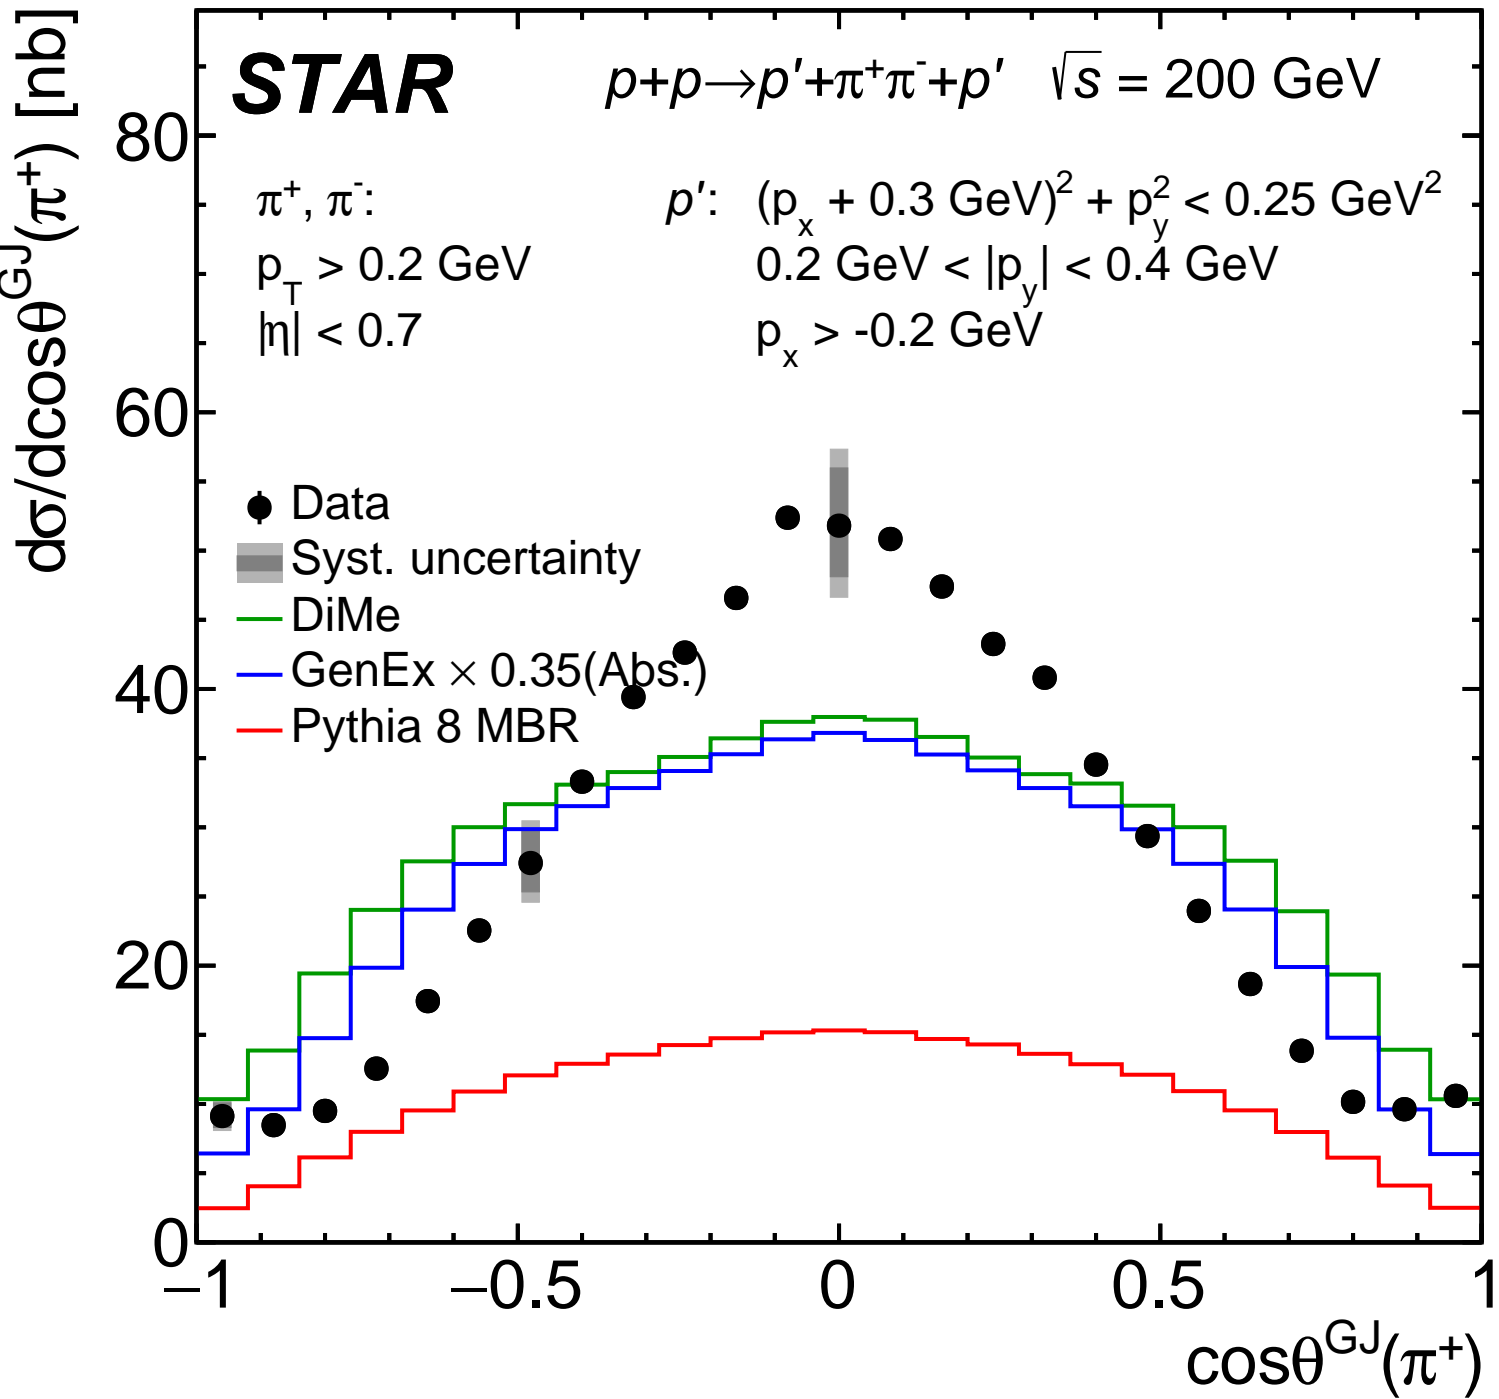 dσ/dcosθ^GJ(π⁺) [nb]
STAR
p+p→p′+π⁺π⁻+p′ √s = 200 GeV
π⁺, π⁻:
p_T > 0.2 GeV
|η| < 0.7
p′: (p_x + 0.3 GeV)² + p_y² < 0.25 GeV²
0.2 GeV < |p_y| < 0.4 GeV
p_x > -0.2 GeV
Data
Syst. uncertainty
DiMe
GenEx × 0.35(Abs.)
Pythia 8 MBR
80
60
40
20
0
−1 −0.5 0 0.5 1
cosθ^GJ(π⁺)